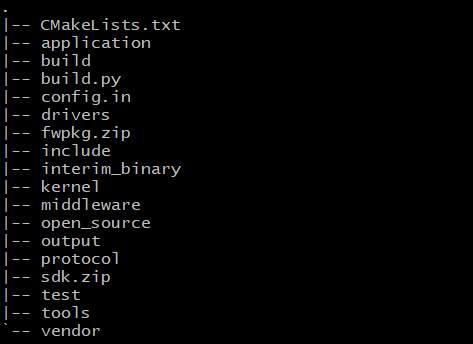 .
|-- CMakeLists.txt
|-- application
|-- build
|-- build.py
|-- config.in
|-- drivers
|-- fwpkg.zip
|-- include
|-- interim_binary
|-- kernel
|-- middleware
|-- open_source
|-- output
|-- protocol
|-- sdk.zip
|-- test
|-- tools
`-- vendor